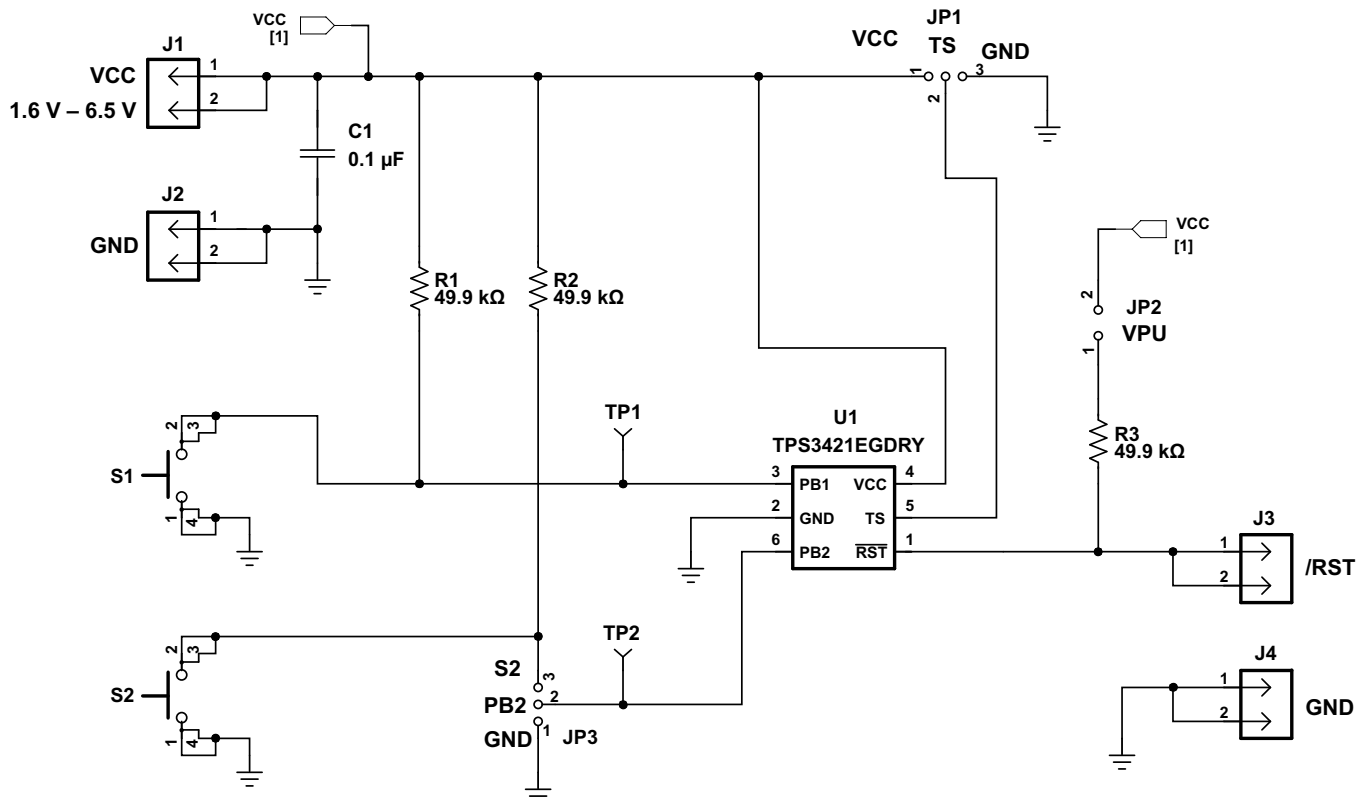 VCC
[1]
J1
VCC
1.6 V – 6.5 V
1
2
C1
0.1 µF
J2
GND
1
2
JP1
VCC
TS
GND
1
2
3
R1
49.9 kΩ
R2
49.9 kΩ
VCC
[1]
2
JP2
VPU
1
R3
49.9 kΩ
S1
2
3
1
4
TP1
U1
TPS3421EGDRY
3
PB1
VCC
4
2
GND
TS
5
6
PB2
RST
1
J3
1
2
/RST
S2
2
3
1
4
TP2
S2
3
PB2
2
GND
1
JP3
J4
1
2
GND